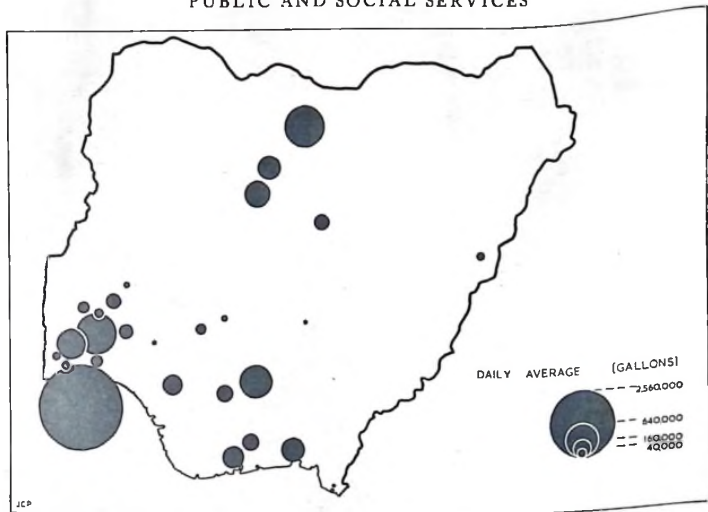 PUBLIC AND SOCIAL SERVICES
DAILY AVERAGE (GALLONS)
2,560,000
640,000
160,000
40,000
JCP